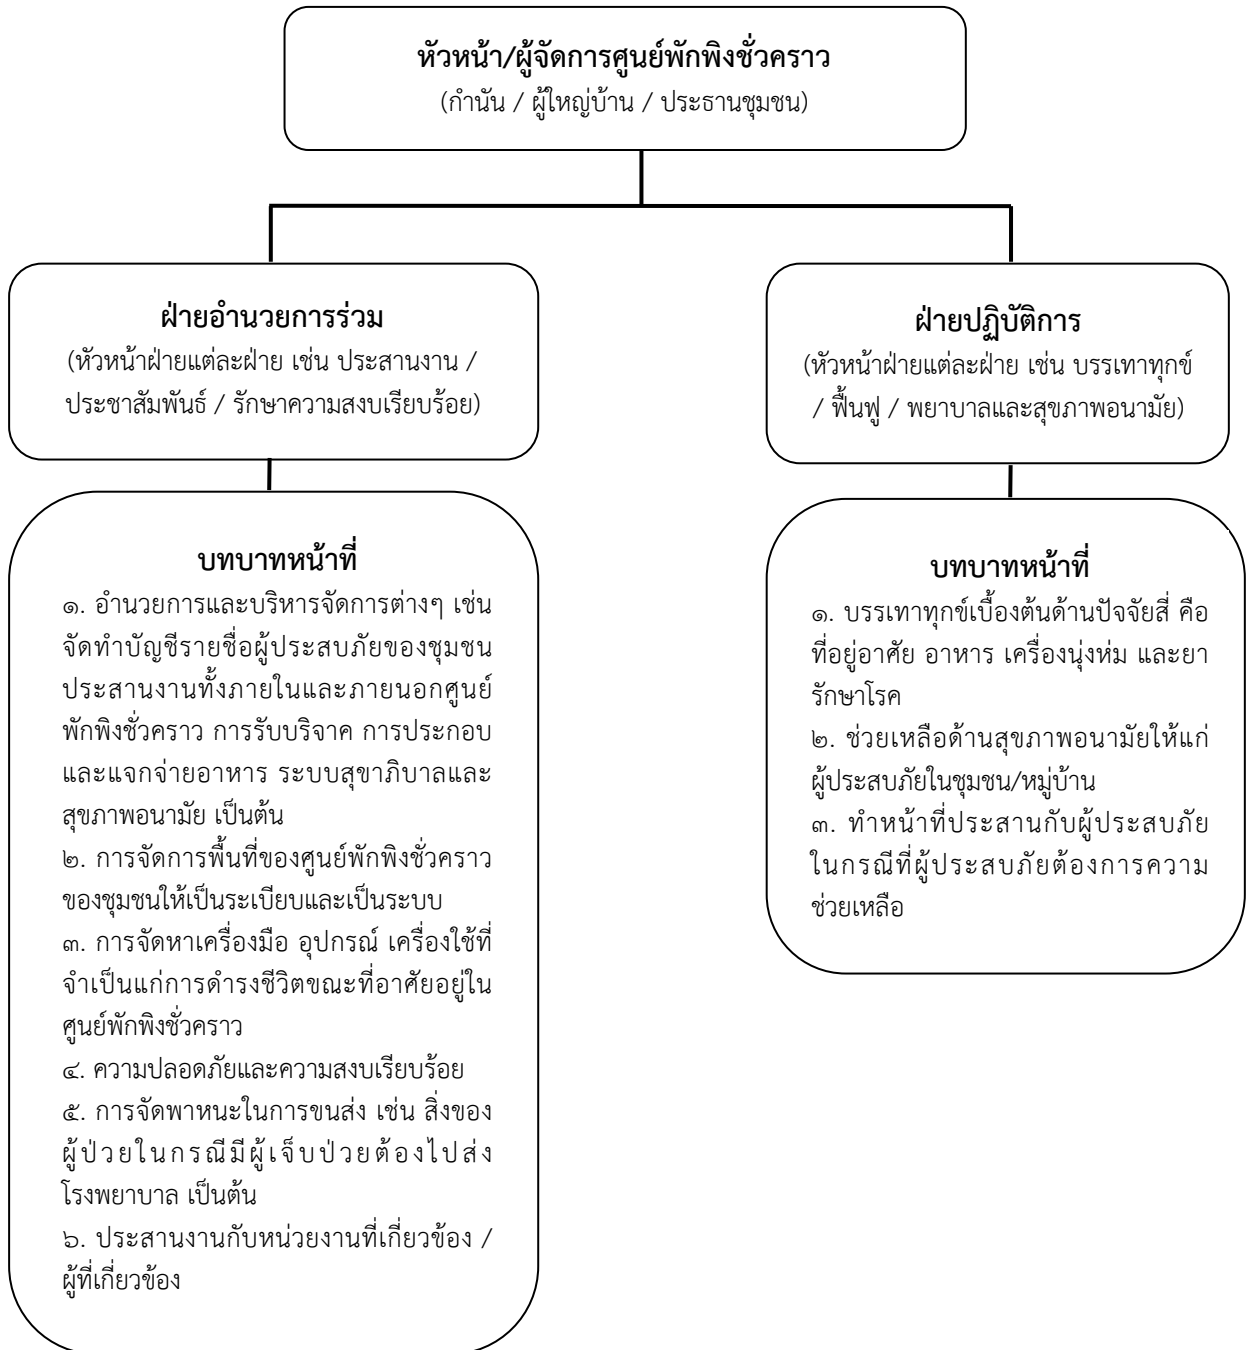 หัวหน้า/ผู้จัดการศูนย์พักพิงชั่วคราว
(กำนัน / ผู้ใหญ่บ้าน / ประธานชุมชน)
ฝ่ายอำนวยการร่วม
(หัวหน้าฝ่ายแต่ละฝ่าย เช่น ประสานงาน /
ประชาสัมพันธ์ / รักษาความสงบเรียบร้อย)
บทบาทหน้าที่
๑. อำนวยการและบริหารจัดการต่างๆ เช่น
จัดทำบัญชีรายชื่อผู้ประสบภัยของชุมชน
ประสานงานทั้งภายในและภายนอกศูนย์
พักพิงชั่วคราว การรับบริจาค การประกอบ
และแจกจ่ายอาหาร ระบบสุขาภิบาลและ
สุขภาพอนามัย เป็นต้น
๒. การจัดการพื้นที่ของศูนย์พักพิงชั่วคราว
ของชุมชนให้เป็นระเบียบและเป็นระบบ
๓. การจัดหาเครื่องมือ อุปกรณ์ เครื่องใช้ที่
จำเป็นแก่การดำรงชีวิตขณะที่อาศัยอยู่ใน
ศูนย์พักพิงชั่วคราว
๔. ความปลอดภัยและความสงบเรียบร้อย
๕. การจัดพาหนะในการขนส่ง เช่น สิ่งของ
ผู้ป่วยในกรณีมีผู้เจ็บป่วยต้องไปส่ง
โรงพยาบาล เป็นต้น
๖. ประสานงานกับหน่วยงานที่เกี่ยวข้อง /
ผู้ที่เกี่ยวข้อง
ฝ่ายปฏิบัติการ
(หัวหน้าฝ่ายแต่ละฝ่าย เช่น บรรเทาทุกข์
/ ฟื้นฟู / พยาบาลและสุขภาพอนามัย)
บทบาทหน้าที่
๑. บรรเทาทุกข์เบื้องต้นด้านปัจจัยสี่ คือ
ที่อยู่อาศัย อาหาร เครื่องนุ่งห่ม และยา
รักษาโรค
๒. ช่วยเหลือด้านสุขภาพอนามัยให้แก่
ผู้ประสบภัยในชุมชน/หมู่บ้าน
๓. ทำหน้าที่ประสานกับผู้ประสบภัย
ในกรณีที่ผู้ประสบภัยต้องการความ
ช่วยเหลือ